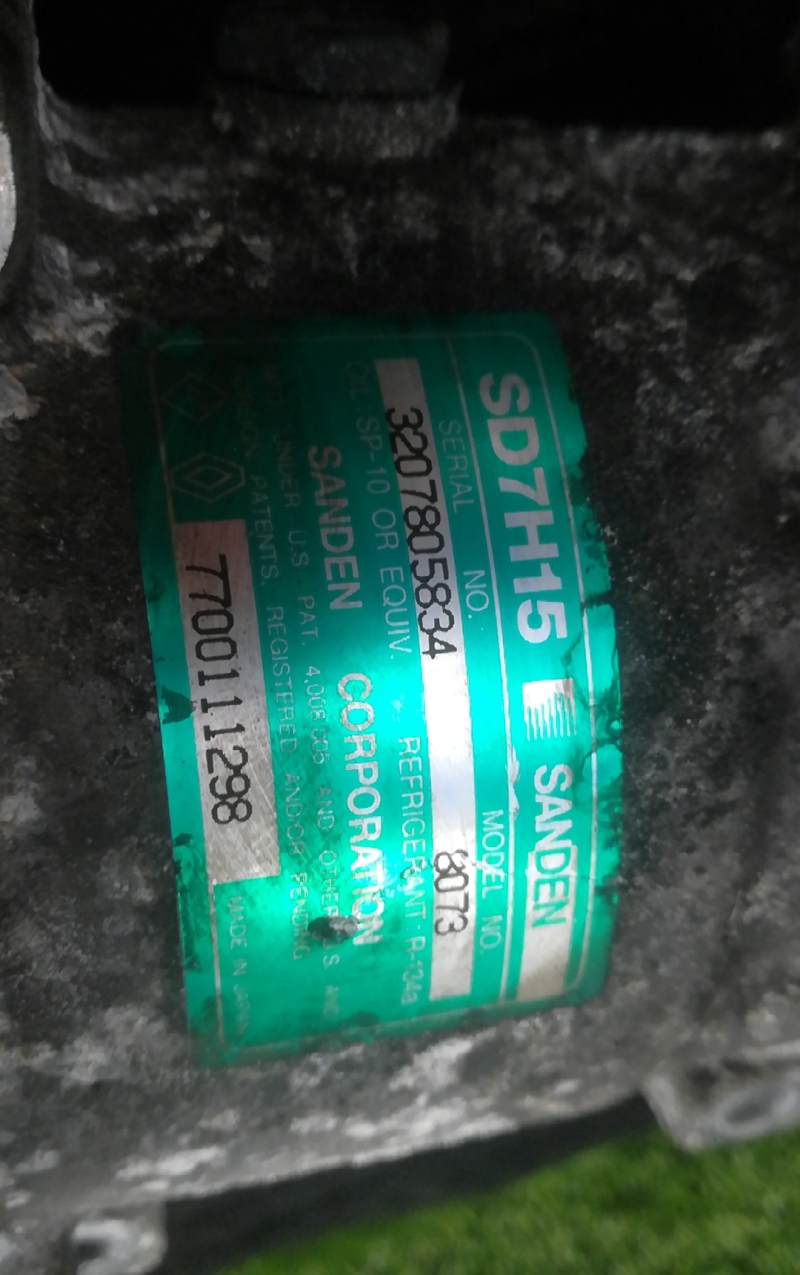 SD7H15 SANDEN
SERIAL NO. MODEL NO.
3207805834 8073
OIL SP-10 OR EQUIV. REFRIGERANT: R-134a
SANDEN CORPORATION
UNDER U.S. PAT. 4,008,005 AND OTHER U.S. AND
FOREIGN PATENTS. REGISTERED AND/OR PENDING
7700111298
MADE IN JAPAN